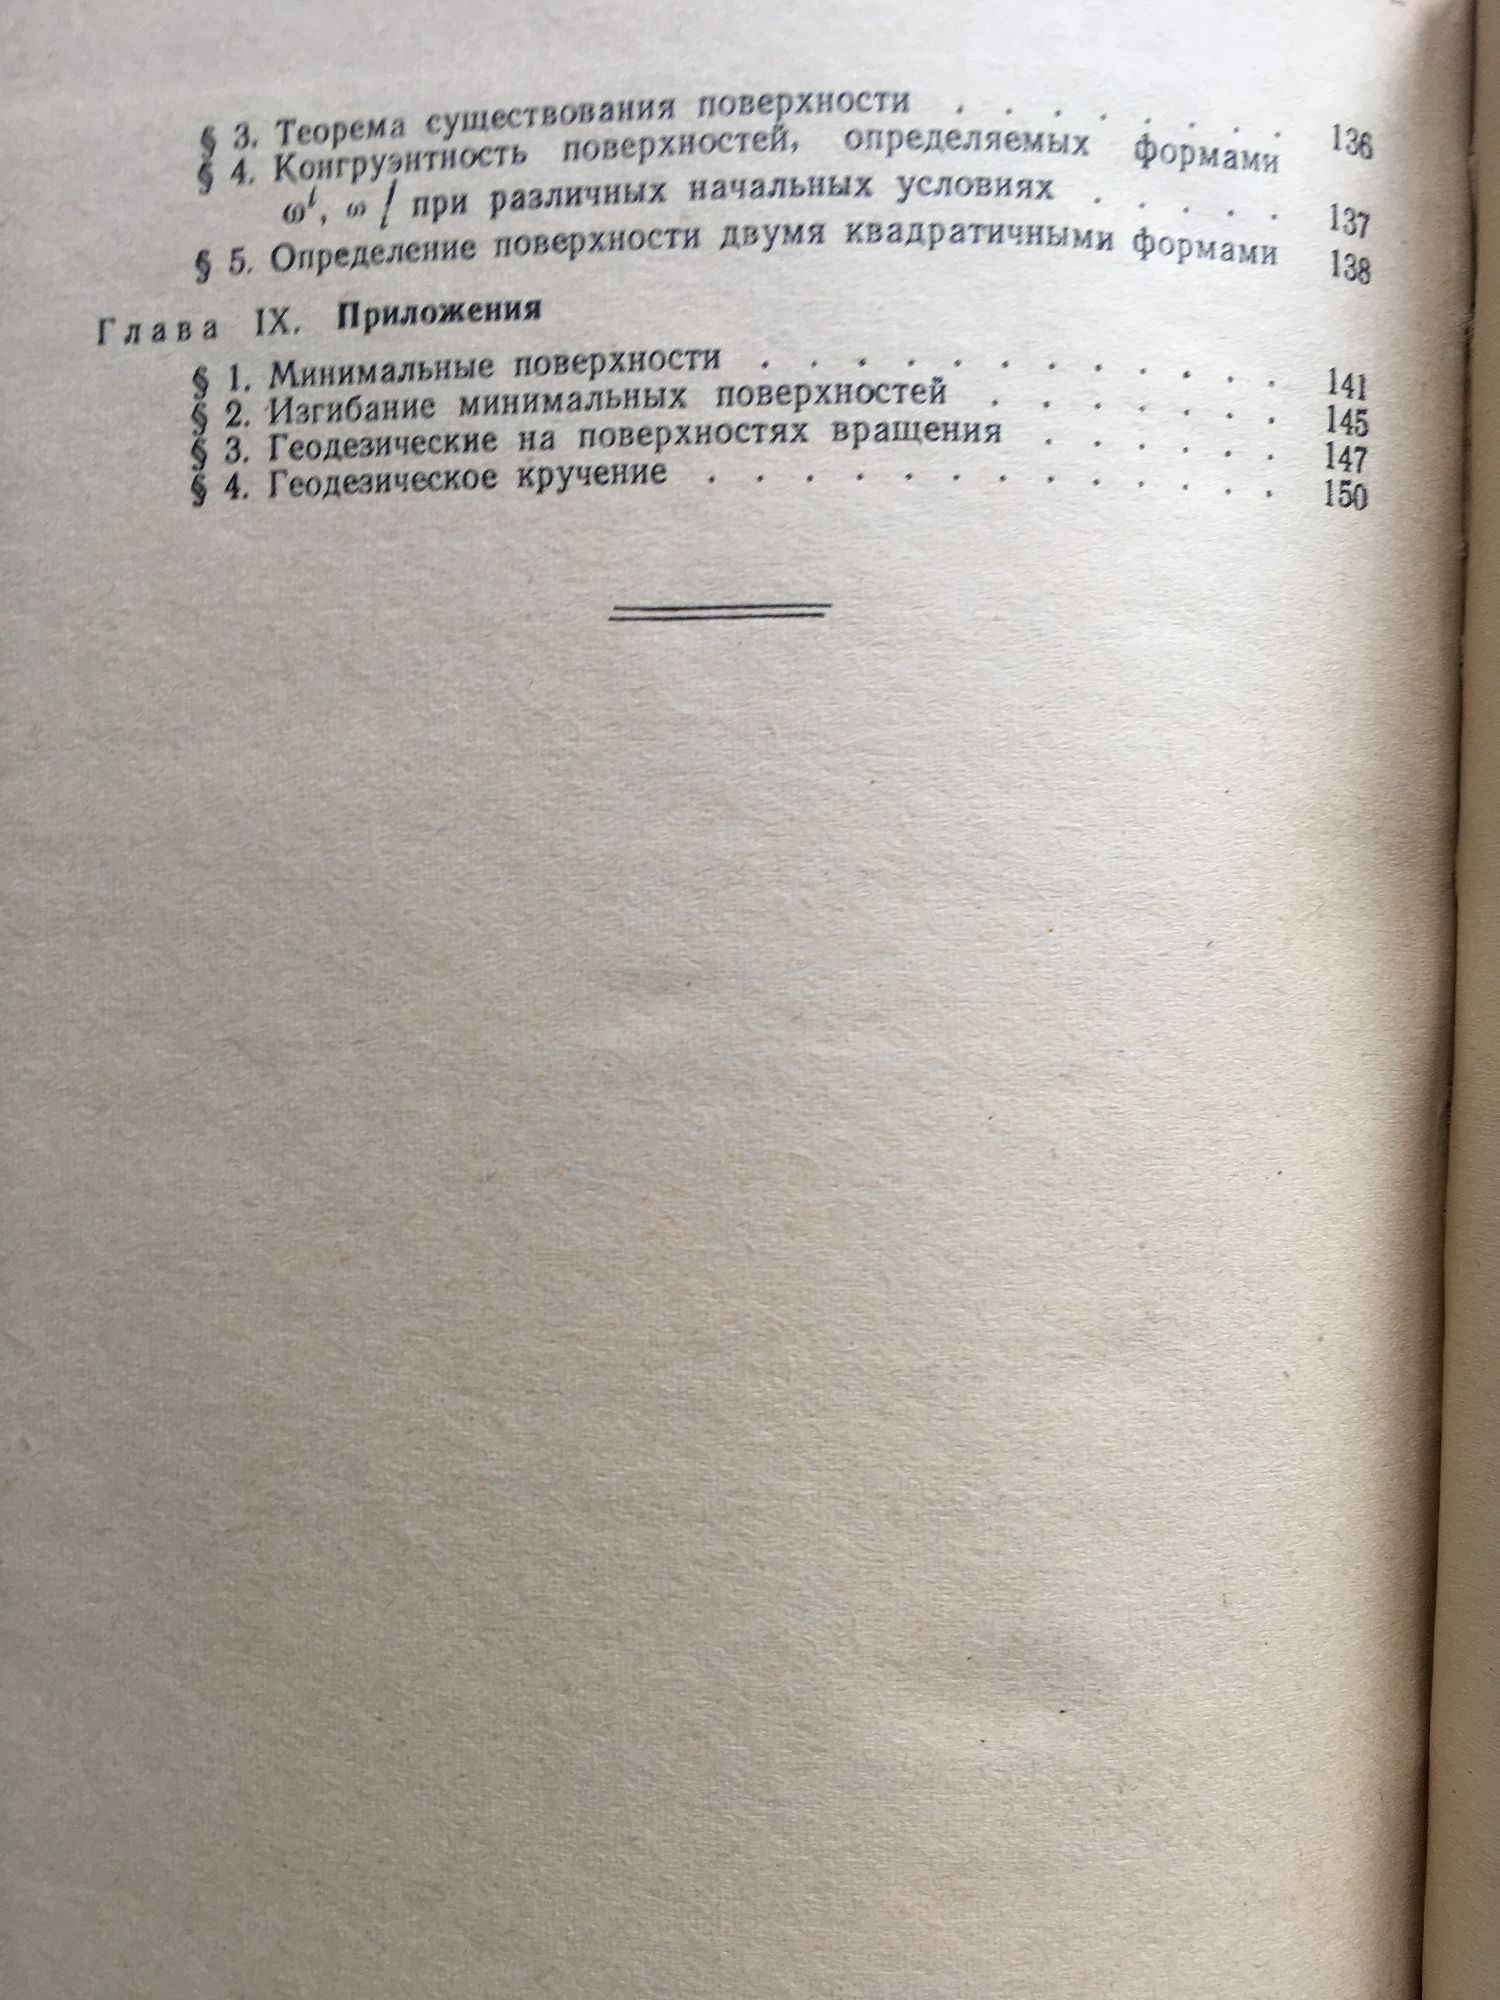 § 3. Теорема существования поверхности . . . . . . . . 136
§ 4. Конгруэнтность поверхностей, определяемых формами
ωⁱ, ω при различных начальных условиях . . . . . 137
§ 5. Определение поверхности двумя квадратичными формами 138
Глава IX. Приложения
§ 1. Минимальные поверхности . . . . . . . . . . . 141
§ 2. Изгибание минимальных поверхностей . . . . . . . 145
§ 3. Геодезические на поверхностях вращения . . . . . . 147
§ 4. Геодезическое кручение . . . . . . . . . . . . 150